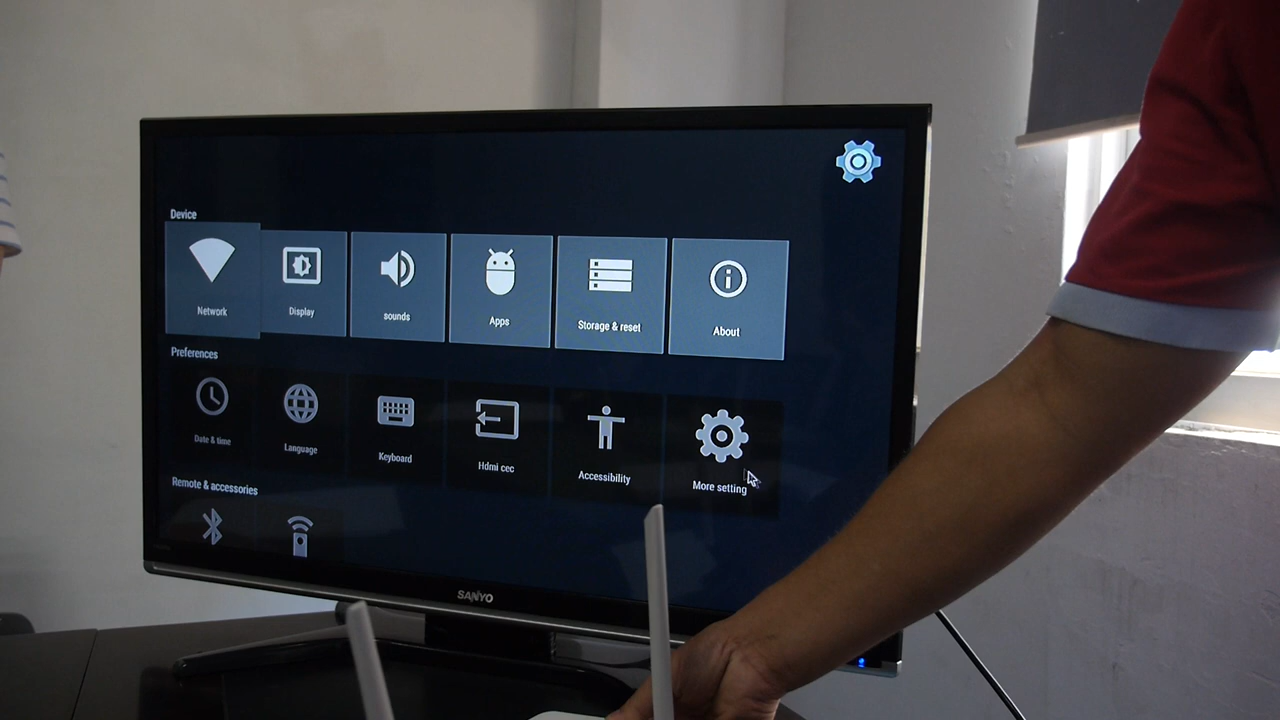 Device
Network
Display
sounds
Apps
Storage & reset
About
Preferences
Date & time
Language
Keyboard
Hdmi cec
Accessibility
More setting
Remote & accessories
SANYO